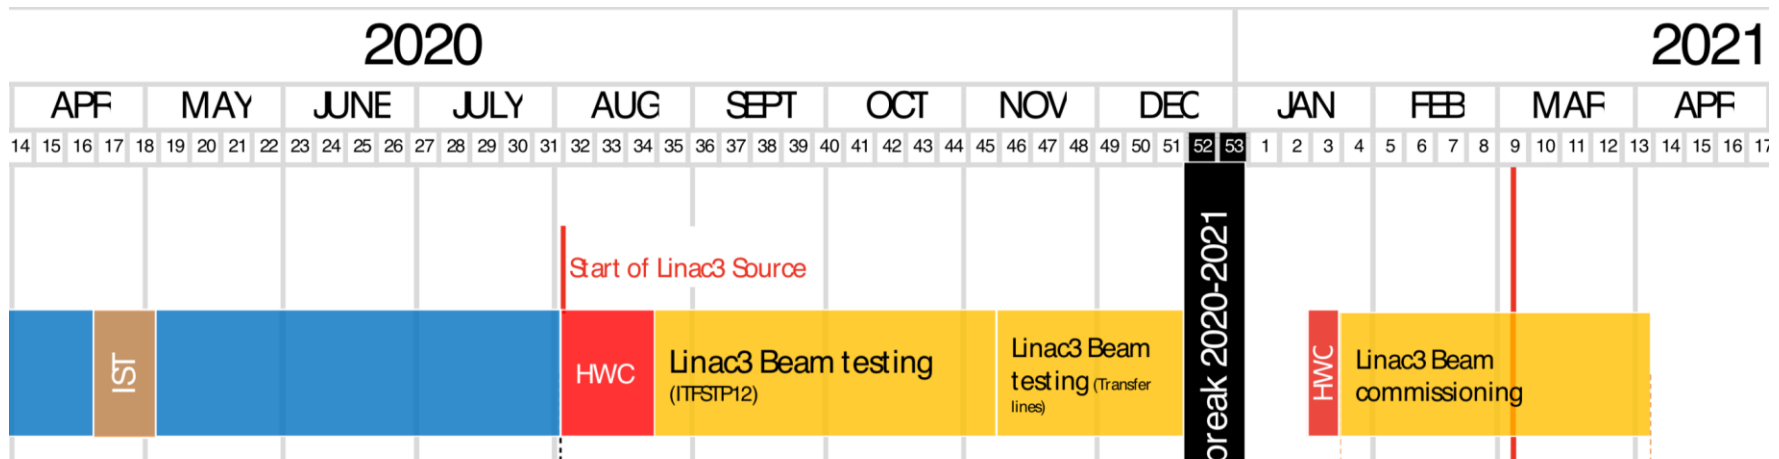 2020 2021
APR MAY JUNE JULY AUG SEPT OCT NOV DEC JAN FEB MAR APR
14 15 16 17 18 19 20 21 22 23 24 25 26 27 28 29 30 31 32 33 34 35 36 37 38 39 40 41 42 43 44 45 46 47 48 49 50 51 52 53 1 2 3 4 5 6 7 8 9 10 11 12 13 14 15 16 17
Start of Linac3 Source
IST
HWC
Linac3 Beam testing
(ITFSTP12)
Linac3 Beam
testing (Transfer
lines)
break 2020-2021
HWC
Linac3 Beam
commissioning